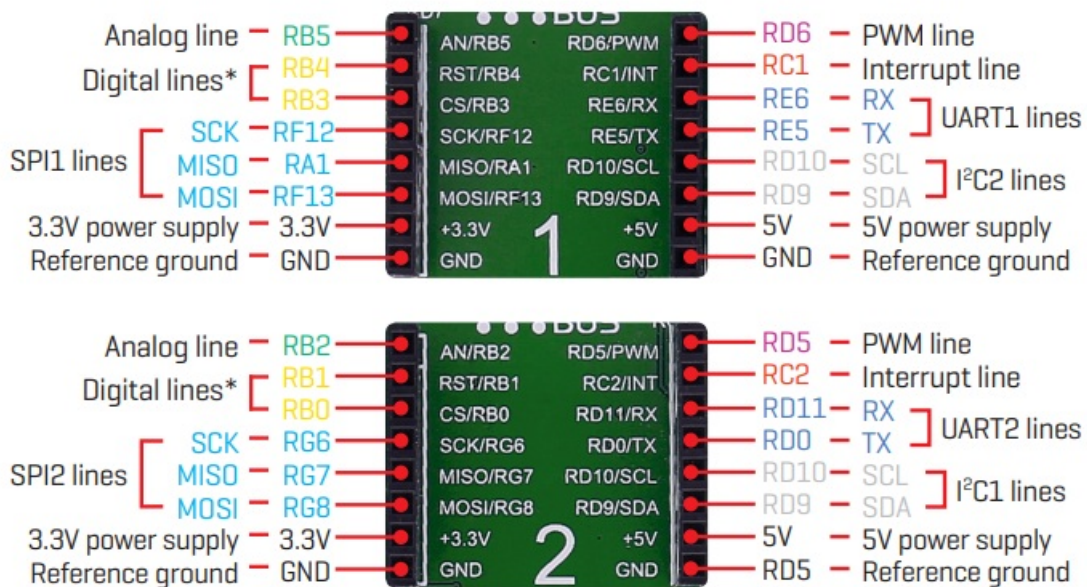 BUS
Analog line RB5 AN/RB5 RD6/PWM RD6 PWM line
Digital lines* RB4 RST/RB4 RC1/INT RC1 Interrupt line
RB3 CS/RB3 RE6/RX RE6 RX UART1 lines
SPI1 lines SCK RF12 SCK/RF12 RE5/TX RE5 TX
MISO RA1 MISO/RA1 RD10/SCL RD10 SCL I²C2 lines
MOSI RF13 MOSI/RF13 RD9/SDA RD9 SDA
3.3V power supply 3.3V +3.3V 1 +5V 5V 5V power supply
Reference ground GND GND GND GND Reference ground
BUS
Analog line RB2 AN/RB2 RD5/PWM RD5 PWM line
Digital lines* RB1 RST/RB1 RC2/INT RC2 Interrupt line
RB0 CS/RB0 RD11/RX RD11 RX UART2 lines
SPI2 lines SCK RG6 SCK/RG6 RD0/TX RD0 TX
MISO RG7 MISO/RG7 RD10/SCL RD10 SCL I²C1 lines
MOSI RG8 MOSI/RG8 RD9/SDA RD9 SDA
3.3V power supply 3.3V +3.3V 2 +5V 5V 5V power supply
Reference ground GND GND GND RD5 Reference ground